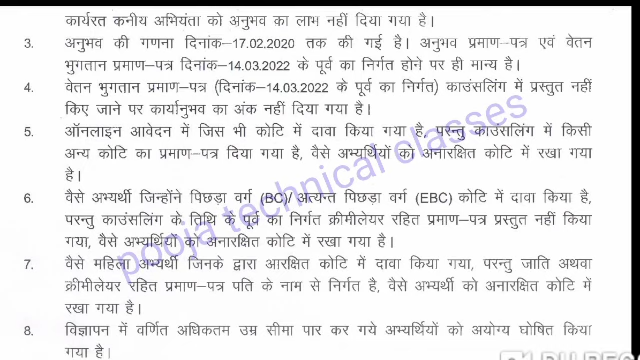 कार्यरत कनीय अभियंता को अनुभव का लाभ नहीं दिया गया है।
3. अनुभव की गणना दिनांक–17.02.2020 तक की गई है। अनुभव प्रमाण–पत्र एवं वेतन
भुगतान प्रमाण–पत्र दिनांक–14.03.2022 के पूर्व का निर्गत होने पर ही मान्य है।
4. वेतन भुगतान प्रमाण–पत्र (दिनांक–14.03.2022 के पूर्व का निर्गत) काउंसलिंग में प्रस्तुत नहीं
किए जाने पर कार्यानुभव का अंक नहीं दिया गया है।
5. ऑनलाइन आवेदन में जिस भी कोटि में दावा किया गया है, परन्तु काउंसलिंग में किसी
अन्य कोटि का प्रमाण–पत्र दिया गया है, वैसे अभ्यर्थियों को अनारक्षित कोटि में रखा गया
है।
6. वैसे अभ्यर्थी जिन्होंने पिछड़ा वर्ग (BC)/अत्यन्त पिछड़ा वर्ग (EBC) कोटि में दावा किया है,
परन्तु काउंसलिंग के तिथि के पूर्व का निर्गत क्रीमीलेयर रहित प्रमाण–पत्र प्रस्तुत नहीं किया
गया, वैसे अभ्यर्थियों को अनारक्षित कोटि में रखा गया है।
7. वैसे महिला अभ्यर्थी जिनके द्वारा आरक्षित कोटि में दावा किया गया, परन्तु जाति अथवा
क्रीमीलेयर रहित प्रमाण–पत्र पति के नाम से निर्गत है, वैसे अभ्यर्थी को अनारक्षित कोटि में
रखा गया है।
8. विज्ञापन में वर्णित अधिकतम उम्र सीमा पार कर गये अभ्यर्थियों को अयोग्य घोषित किया
गया है।
pooja technical classes